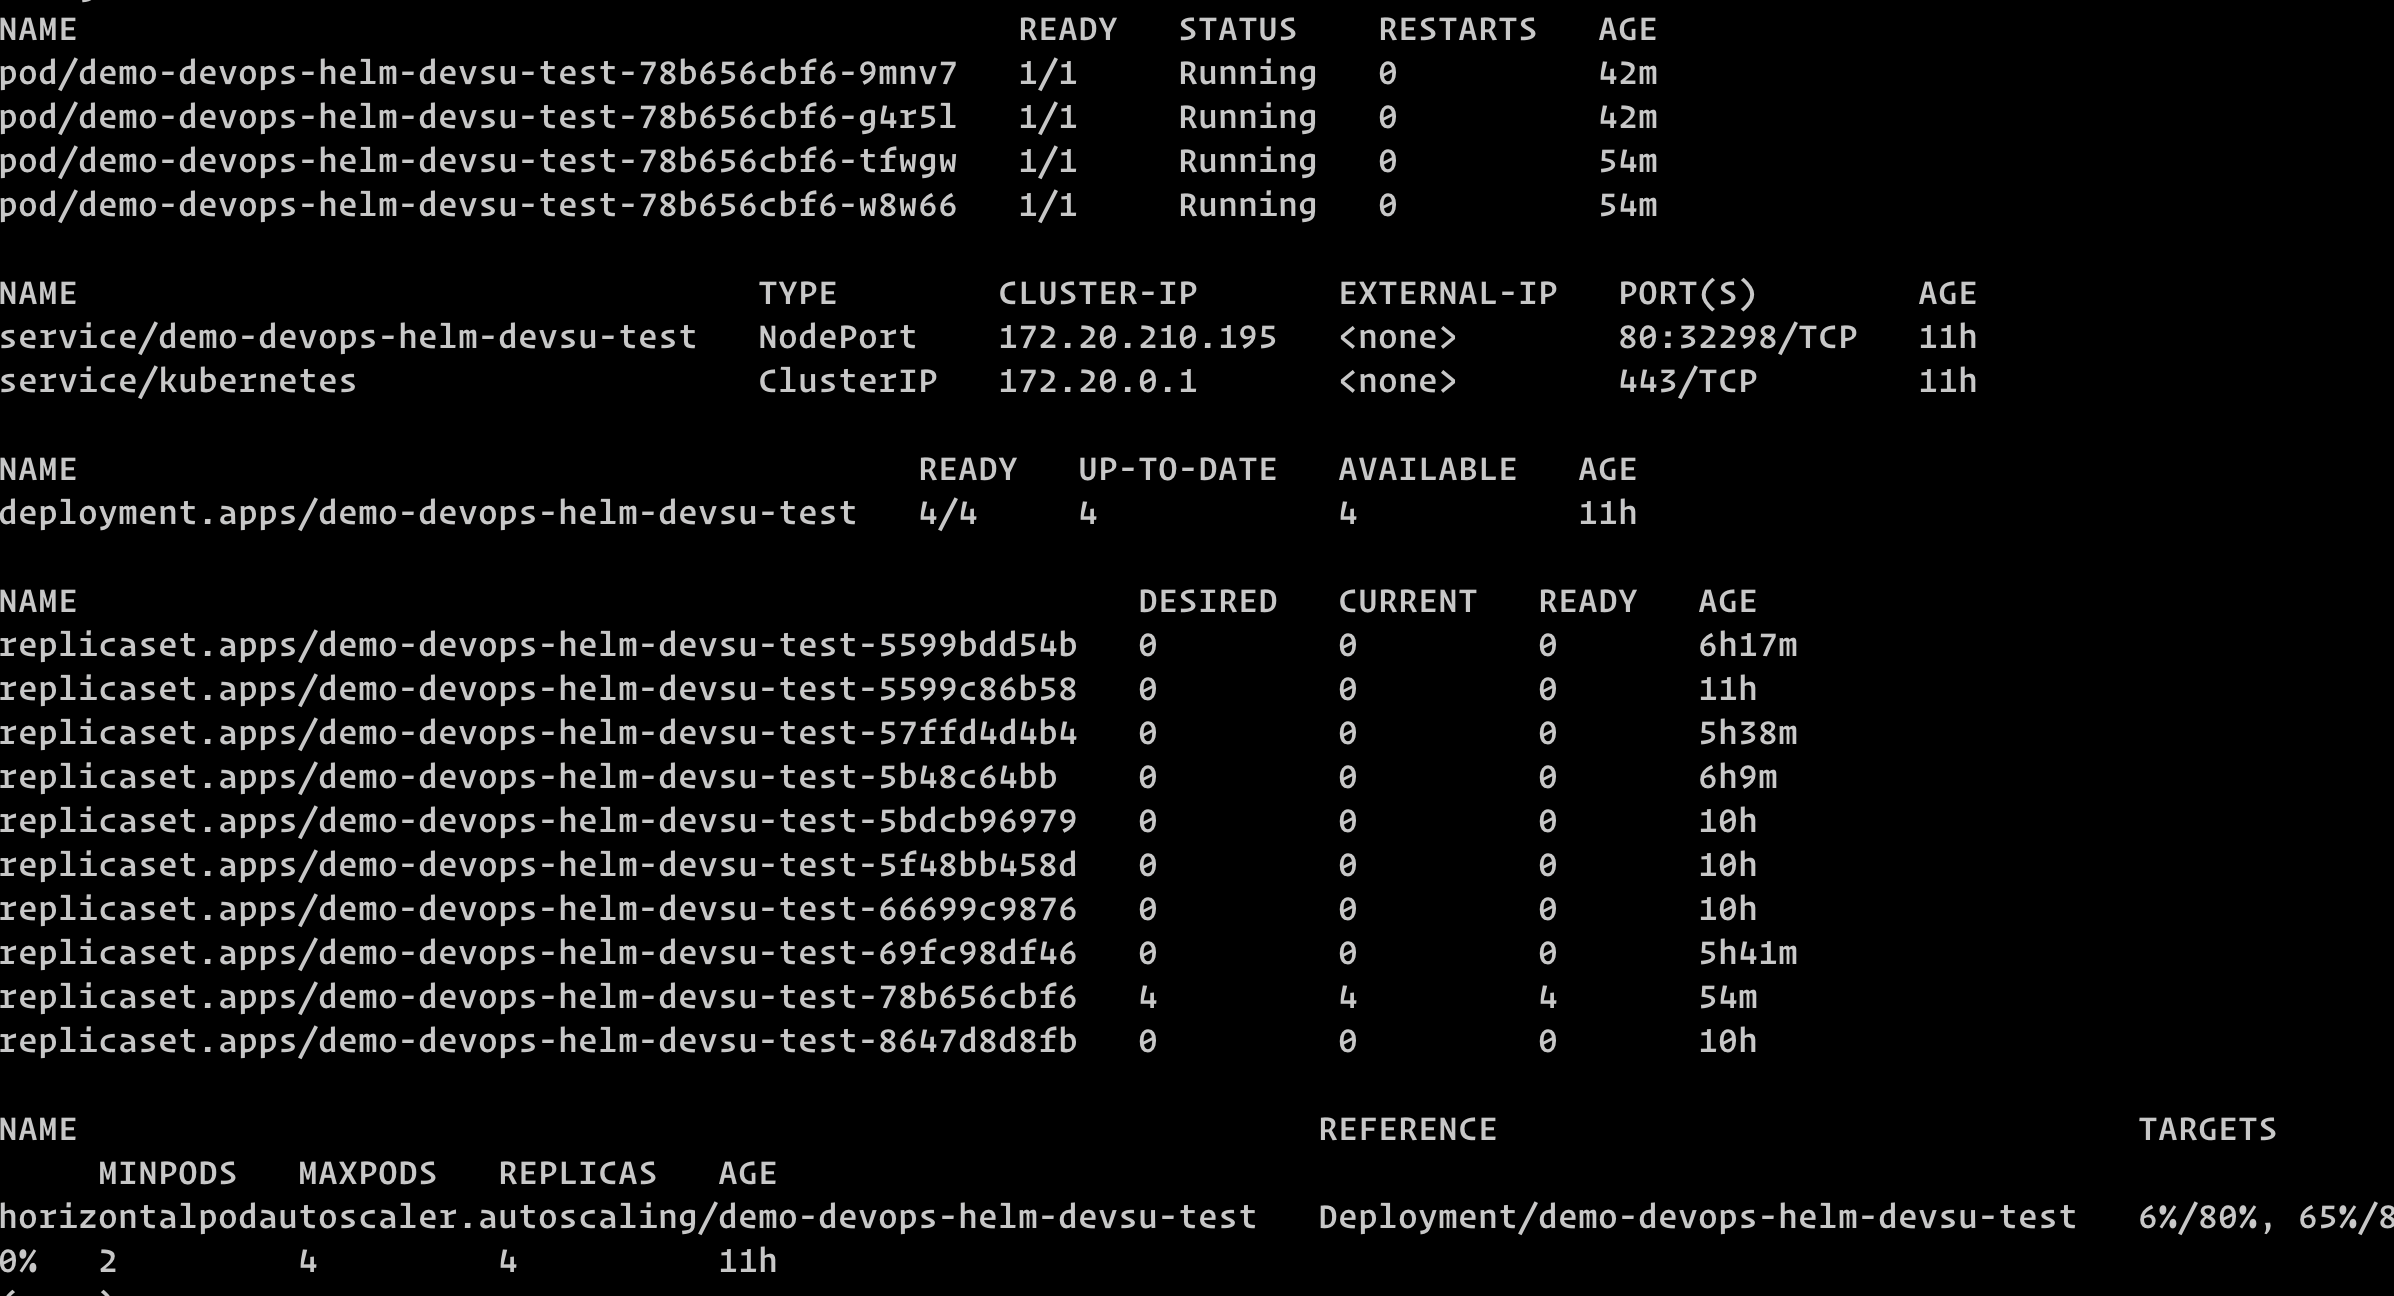 NAME                                               READY   STATUS    RESTARTS   AGE
pod/demo-devops-helm-devsu-test-78b656cbf6-9mnv7   1/1     Running   0          42m
pod/demo-devops-helm-devsu-test-78b656cbf6-g4r5l   1/1     Running   0          42m
pod/demo-devops-helm-devsu-test-78b656cbf6-tfwgw   1/1     Running   0          54m
pod/demo-devops-helm-devsu-test-78b656cbf6-w8w66   1/1     Running   0          54m

NAME                                  TYPE        CLUSTER-IP       EXTERNAL-IP   PORT(S)        AGE
service/demo-devops-helm-devsu-test   NodePort    172.20.210.195   <none>        80:32298/TCP   11h
service/kubernetes                    ClusterIP   172.20.0.1       <none>        443/TCP        11h

NAME                                          READY   UP-TO-DATE   AVAILABLE   AGE
deployment.apps/demo-devops-helm-devsu-test   4/4     4            4           11h

NAME                                                     DESIRED   CURRENT   READY   AGE
replicaset.apps/demo-devops-helm-devsu-test-5599bdd54b   0         0         0       6h17m
replicaset.apps/demo-devops-helm-devsu-test-5599c86b58   0         0         0       11h
replicaset.apps/demo-devops-helm-devsu-test-57ffd4d4b4   0         0         0       5h38m
replicaset.apps/demo-devops-helm-devsu-test-5b48c64bb    0         0         0       6h9m
replicaset.apps/demo-devops-helm-devsu-test-5bdcb96979   0         0         0       10h
replicaset.apps/demo-devops-helm-devsu-test-5f48bb458d   0         0         0       10h
replicaset.apps/demo-devops-helm-devsu-test-66699c9876   0         0         0       10h
replicaset.apps/demo-devops-helm-devsu-test-69fc98df46   0         0         0       5h41m
replicaset.apps/demo-devops-helm-devsu-test-78b656cbf6   4         4         4       54m
replicaset.apps/demo-devops-helm-devsu-test-8647d8d8fb   0         0         0       10h

NAME                                                              REFERENCE                                TARGETS
     MINPODS   MAXPODS   REPLICAS   AGE
horizontalpodautoscaler.autoscaling/demo-devops-helm-devsu-test   Deployment/demo-devops-helm-devsu-test   6%/80%, 65%/8
0%   2         4         4          11h